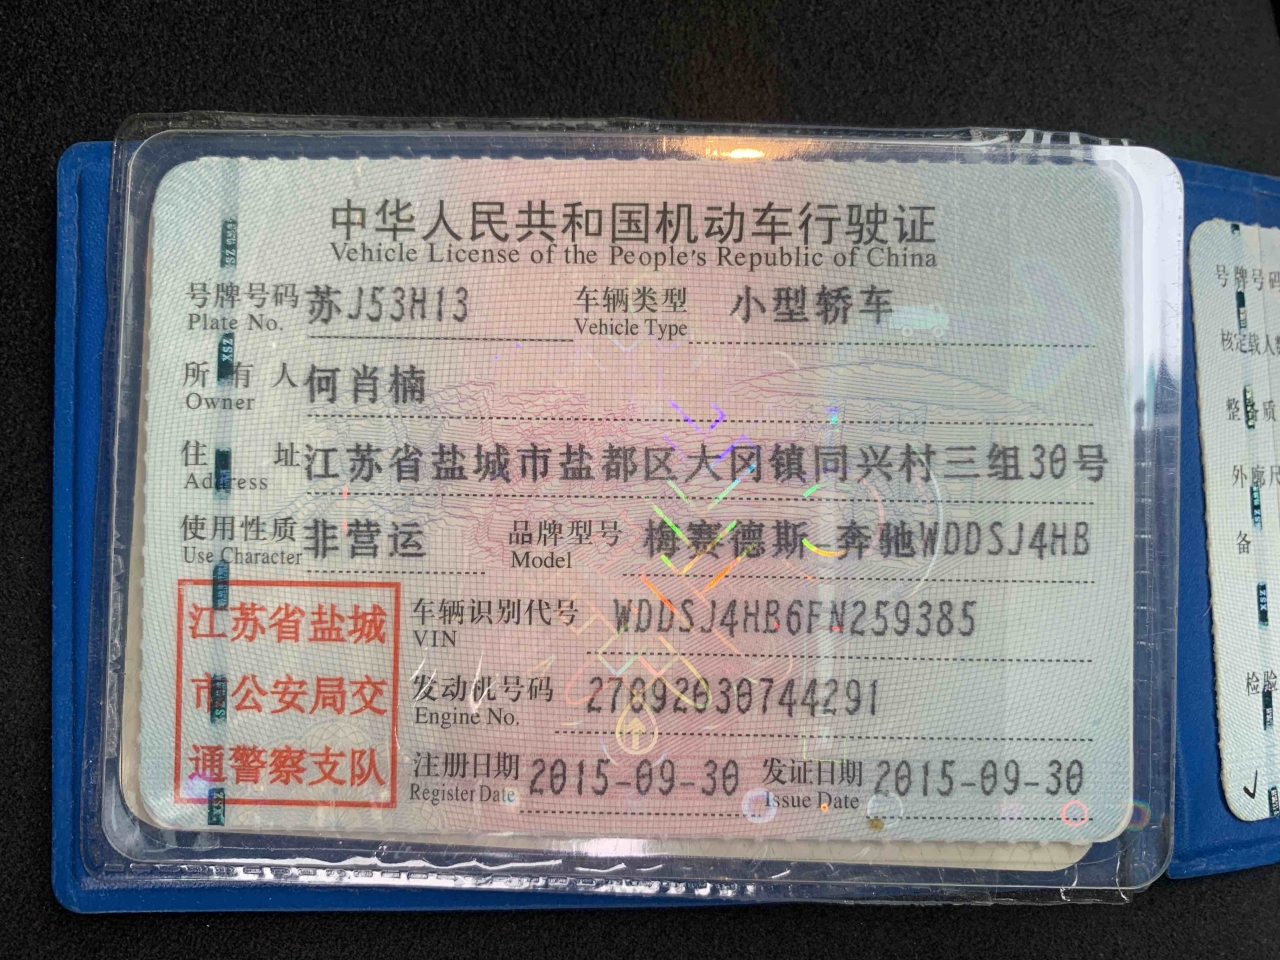 中华人民共和国机动车行驶证
Vehicle License of the People's Republic of China
号牌号码 苏J53H13 车辆类型 小型轿车
Plate No. Vehicle Type
所有人 何肖楠
Owner
住址 江苏省盐城市盐都区大冈镇同兴村三组30号
Address
使用性质 非营运 品牌型号 梅赛德斯-奔驰WDDSJ4HB
Use Character Model
江苏省盐城
市公安局交
通警察支队
车辆识别代号 WDDSJ4HB6FN259385
VIN
发动机号码 27092030744291
Engine No.
注册日期 2015-09-30 发证日期 2015-09-30
Register Date Issue Date
号牌号码
核定载人数
整备质
外廓尺
备
检验